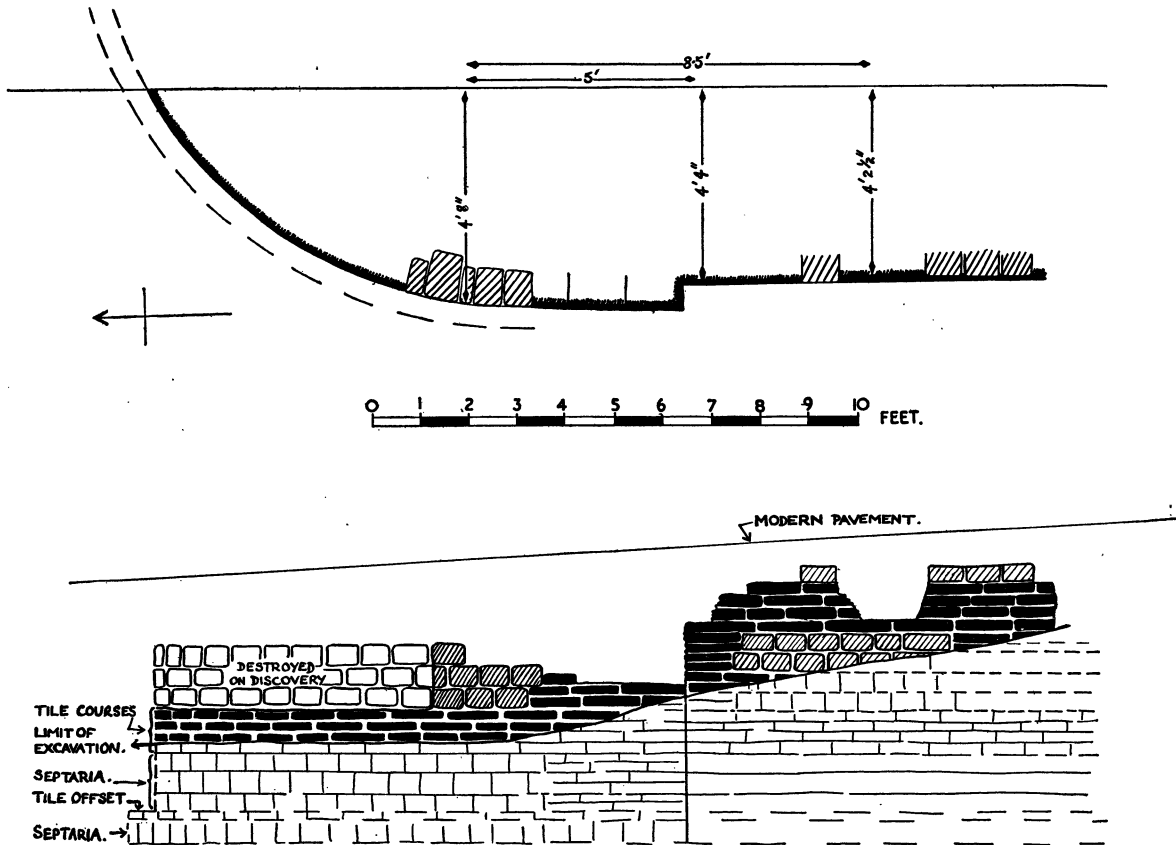 8·5'
5'
4'8"
4'4"
4'2½"
0 1 2 3 4 5 6 7 8 9 10 FEET.
MODERN PAVEMENT.
DESTROYED
ON DISCOVERY
TILE COURSES
LIMIT OF
EXCAVATION.
SEPTARIA.
TILE OFFSET
SEPTARIA.